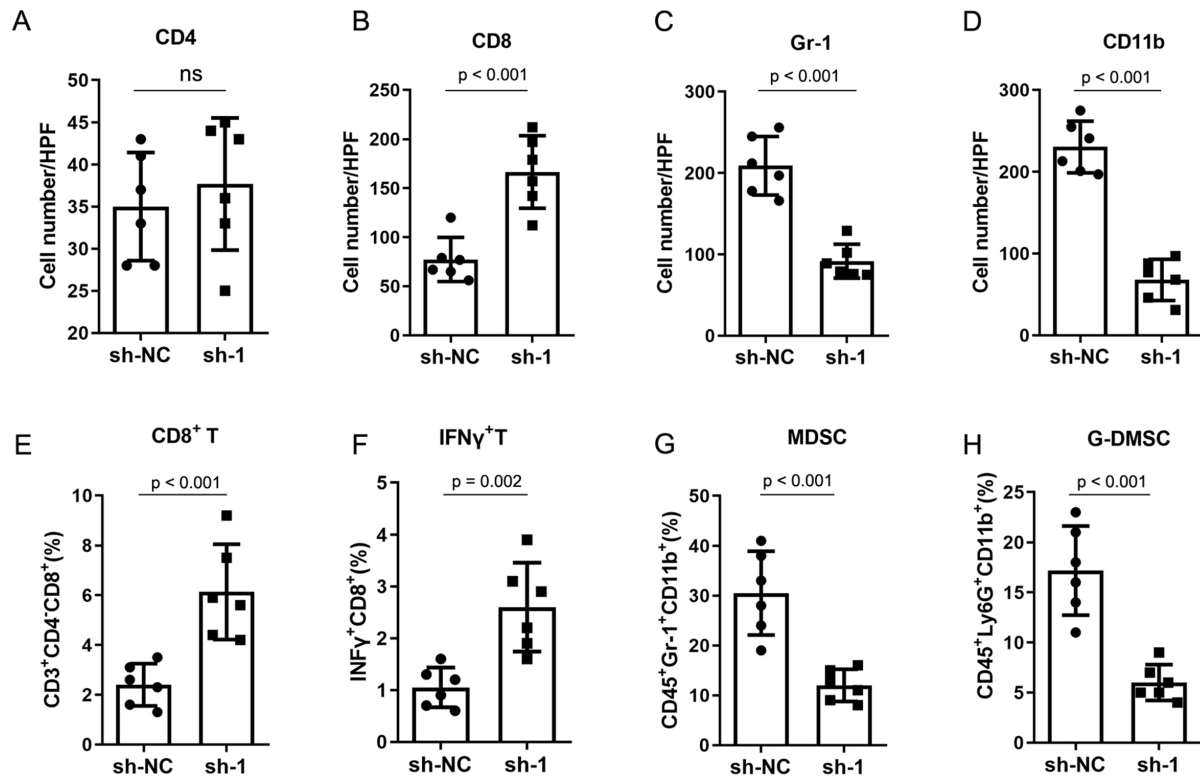 A
CD4
ns
Cell number/HPF
50
45
40
35
30
25
20
sh-NC sh-1
B
CD8
p < 0.001
Cell number/HPF
250
200
150
100
50
0
sh-NC sh-1
C
Gr-1
p < 0.001
Cell number/HPF
300
200
100
0
sh-NC sh-1
D
CD11b
p < 0.001
Cell number/HPF
300
200
100
0
sh-NC sh-1
E
CD8⁺ T
p < 0.001
CD3⁺CD4⁻CD8⁺(%)
10
8
6
4
2
0
sh-NC sh-1
F
IFNγ⁺T
p = 0.002
INFγ⁺CD8⁺(%)
5
4
3
2
1
0
sh-NC sh-1
G
MDSC
p < 0.001
CD45⁺Gr-1⁺CD11b⁺(%)
50
40
30
20
10
0
sh-NC sh-1
H
G-DMSC
p < 0.001
CD45⁺Ly6G⁺CD11b⁺(%)
25
20
15
10
5
0
sh-NC sh-1